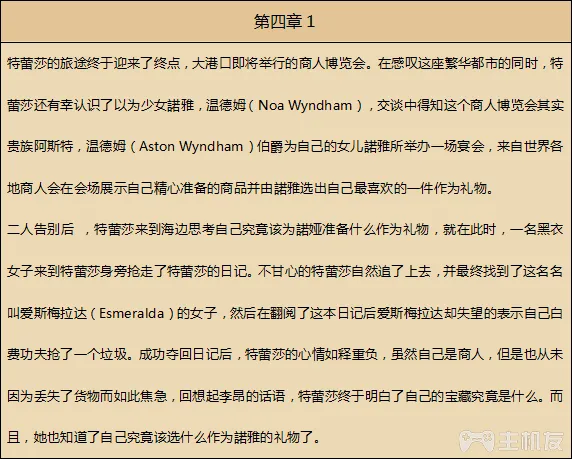 第四章 1
特蕾莎的旅途终于迎来了终点，大港口即将举行的商人博览会。在感叹这座繁华都市的同时，特
蕾莎还有幸认识了以为少女諾雅，温德姆（Noa Wyndham），交谈中得知这个商人博览会其实
贵族阿斯特，温德姆（Aston Wyndham）伯爵为自己的女儿諾雅所举办一场宴会，来自世界各
地商人会在会场展示自己精心准备的商品并由諾雅选出自己最喜欢的一件作为礼物。
二人告别后 ，特蕾莎来到海边思考自己究竟该为諾娅准备什么作为礼物，就在此时，一名黑衣
女子来到特蕾莎身旁抢走了特蕾莎的日记。不甘心的特蕾莎自然追了上去，并最终找到了这名名
叫爱斯梅拉达（Esmeralda）的女子，然后在翻阅了这本日记后爱斯梅拉达却失望的表示自己白
费功夫抢了一个垃圾。成功夺回日记后，特蕾莎的心情如释重负，虽然自己是商人，但是也从未
因为丢失了货物而如此焦急，回想起李昂的话语，特蕾莎终于明白了自己的宝藏究竟是什么。而
且，她也知道了自己究竟该选什么作为諾雅的礼物了。
主机友